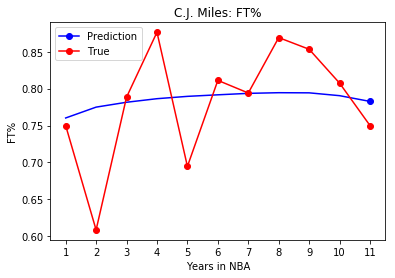 C.J. Miles: FT%
Prediction
True
FT%
0.85
0.80
0.75
0.70
0.65
0.60
1 2 3 4 5 6 7 8 9 10 11
Years in NBA